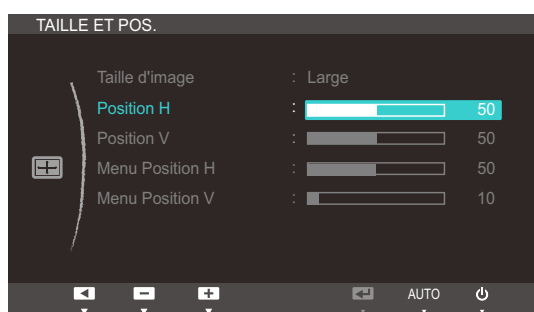 TAILLE ET POS.
Taille d'image : Large
Position H : 50
Position V : 50
Menu Position H : 50
Menu Position V : 10
AUTO